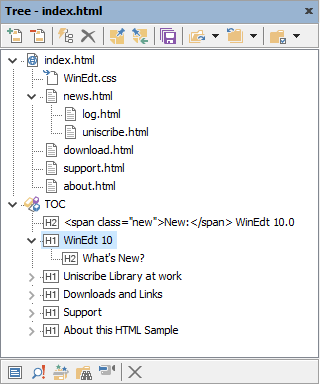 Tree - index.html
index.html
WinEdt.css
news.html
log.html
uniscribe.html
download.html
support.html
about.html
TOC
H2 <span class="new">New:</span> WinEdt 10.0
H1 WinEdt 10
H2 What's New?
H1 Uniscribe Library at work
H1 Downloads and Links
H1 Support
H1 About this HTML Sample